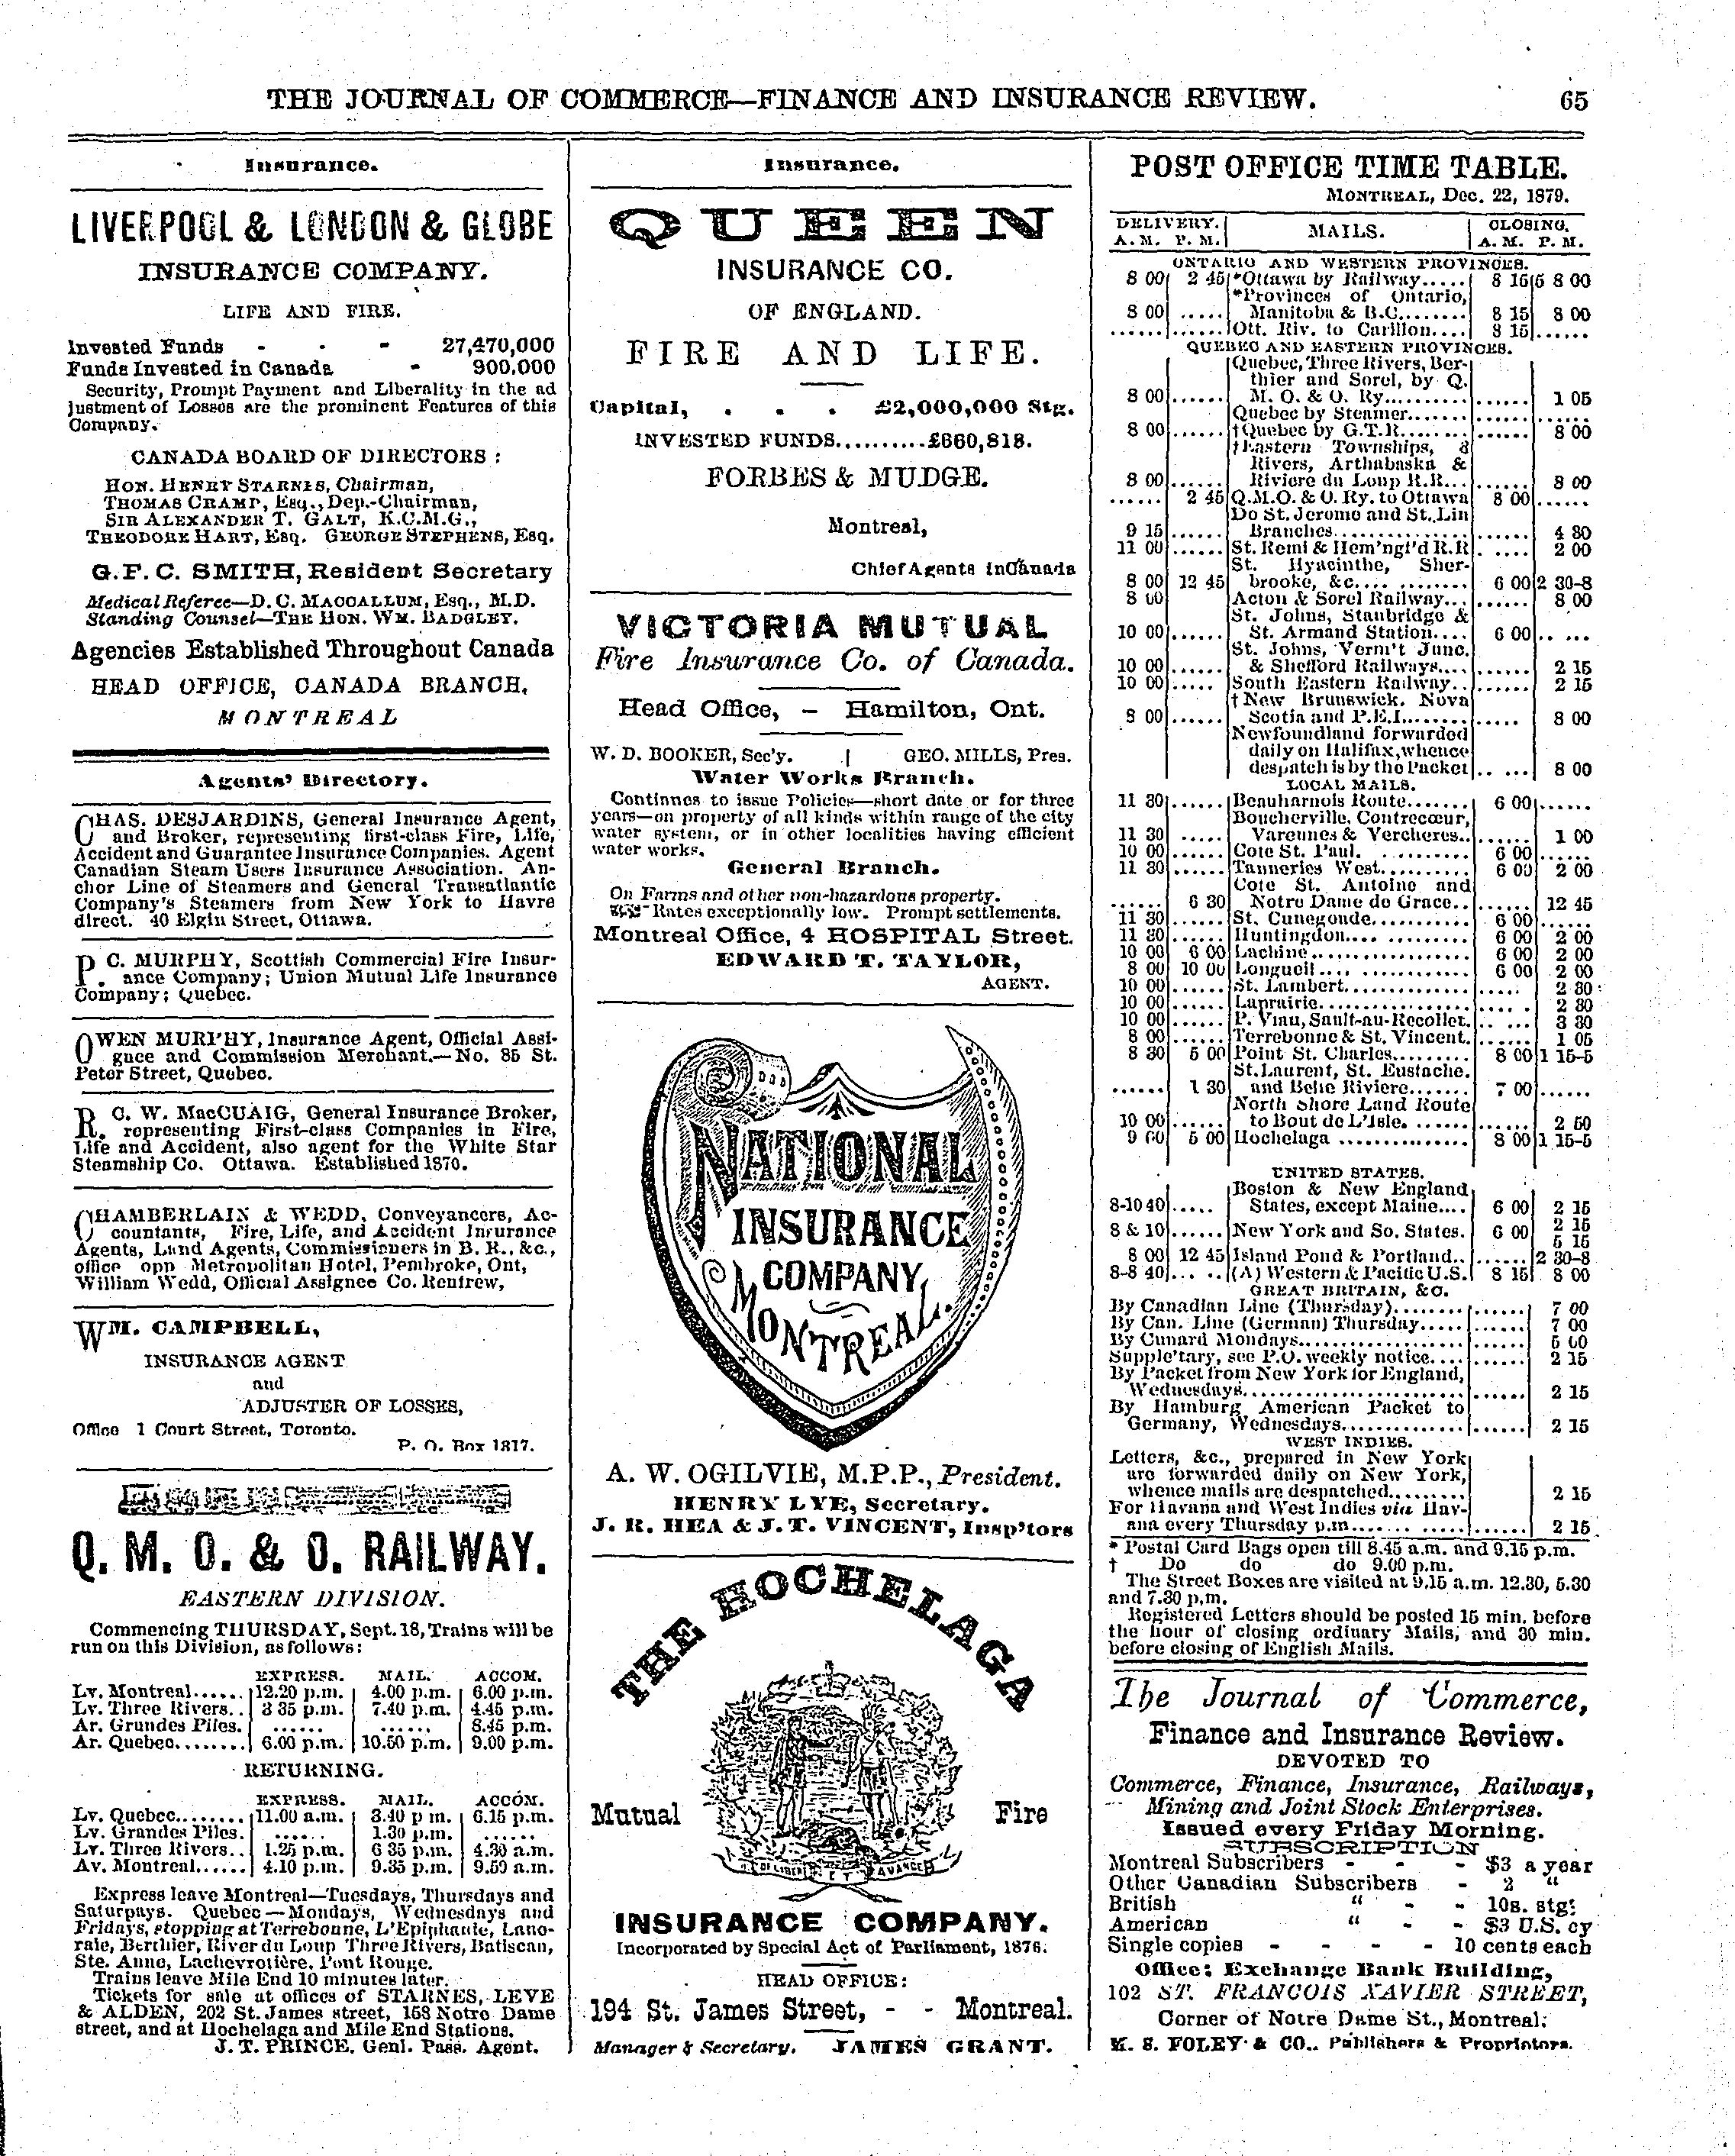 THE JOURNAL OF COMMERCE—FINANCE AND INSURANCE REVIEW. 65
Insurance.
LIVERPOOL & LONDON & GLOBE
INSURANCE COMPANY.
LIFE AND FIRE.
Invested Funds - - - 27,470,000
Funds Invested in Canada - 900,000
Security, Prompt Payment and Liberality in the ad
justment of Losses are the prominent Features of this
Company.
CANADA BOARD OF DIRECTORS :
HON. HENRY STARNES, Chairman,
THOMAS CRAMP, Esq., Dep.-Chairman,
SIR ALEXANDER T. GALT, K.C.M.G.,
THEODORE HART, Esq. GEORGE STEPHENS, Esq.
G. F. C. SMITH, Resident Secretary
Medical Referee—D. C. MACCALLUM, Esq., M.D.
Standing Counsel—THE HON. WM. BADGLEY.
Agencies Established Throughout Canada
HEAD OFFICE, CANADA BRANCH,
MONTREAL
Agents' Directory.
CHAS. DESJARDINS, General Insurance Agent,
and Broker, representing first-class Fire, Life,
Accident and Guarantee Insurance Companies. Agent
Canadian Steam Users Insurance Association. An-
chor Line of Steamers and General Transatlantic
Company's Steamers from New York to Havre
direct. 40 Elgin Street, Ottawa.
P. C. MURPHY, Scottish Commercial Fire Insur-
ance Company; Union Mutual Life Insurance
Company; Quebec.
OWEN MURPHY, Insurance Agent, Official Assi-
gnee and Commission Merchant.—No. 85 St.
Peter Street, Quebec.
R. C. W. MacCUAIG, General Insurance Broker,
representing First-class Companies in Fire,
Life and Accident, also agent for the White Star
Steamship Co. Ottawa. Established 1870.
CHAMBERLAIN & WEDD, Conveyancers, Ac-
countants, Fire, Life, and Accident Insurance
Agents, Land Agents, Commissioners in B. R., &c.,
office opp Metropolitan Hotel, Pembroke, Ont,
William Wedd, Official Assignee Co. Renfrew,
WM. CAMPBELL,
INSURANCE AGENT
and
ADJUSTER OF LOSSES,
Office 1 Court Street, Toronto.
P. O. Box 1317.
Q. M. O. & O. RAILWAY.
EASTERN DIVISION.
Commencing THURSDAY, Sept. 18, Trains will be
run on this Division, as follows:
EXPRESS. MAIL. ACCOM.
Lv. Montreal...... 12.20 p.m. 4.00 p.m. 6.00 p.m.
Lv. Three Rivers.. 3 35 p.m. 7.40 p.m. 4.45 p.m.
Ar. Grandes Piles. ...... ...... 8.45 p.m.
Ar. Quebec........ 6.00 p.m. 10.50 p.m. 9.00 p.m.
RETURNING.
EXPRESS. MAIL. ACCOM.
Lv. Quebec........ 11.00 a.m. 3.40 p m. 6.15 p.m.
Lv. Grandes Piles. ...... 1.30 p.m. ......
Lv. Three Rivers.. 1.25 p.m. 6 35 p.m. 4.30 a.m.
Av. Montreal...... 4.10 p.m. 9.35 p.m. 9.50 a.m.
Express leave Montreal—Tuesdays, Thursdays and
Saturpays. Quebec—Mondays, Wednesdays and
Fridays, stopping at Terrebonne, L'Epiphanie, Lano-
raie, Berthier, River du Loup Three Rivers, Batiscan,
Ste. Anne, Lachevrotière, Pont Rouge.
Trains leave Mile End 10 minutes later.
Tickets for sale at offices of STARNES, LEVE
& ALDEN, 202 St. James street, 158 Notre Dame
street, and at Hochelaga and Mile End Stations.
J. T. PRINCE, Genl. Pass. Agent.
Insurance.
QUEEN
INSURANCE CO.
OF ENGLAND.
FIRE AND LIFE.
Capital, . . . £2,000,000 Stg.
INVESTED FUNDS..........£660,818.
FORBES & MUDGE.
Montreal,
Chief Agents in Canada
VICTORIA MUTUAL
Fire Insurance Co. of Canada.
Head Office, - Hamilton, Ont.
W. D. BOOKER, Sec'y. | GEO. MILLS, Pres.
Water Works Branch.
Continues to issue Policies—short date or for three
years—on property of all kinds within range of the city
water system, or in other localities having efficient
water works.
General Branch.
On Farms and other non-hazardous property.
Rates exceptionally low. Prompt settlements.
Montreal Office, 4 HOSPITAL Street.
EDWARD T. TAYLOR,
AGENT.
NATIONAL
INSURANCE
COMPANY,
MONTREAL.
A. W. OGILVIE, M.P.P., President.
HENRY LYE, Secretary.
J. R. HEA & J. T. VINCENT, Insp'tors
THE HOCHELAGA
Mutual Fire
INSURANCE COMPANY.
Incorporated by Special Act of Parliament, 1876.
HEAD OFFICE:
194 St. James Street, - - Montreal.
Manager & Secretary. JAMES GRANT.
POST OFFICE TIME TABLE.
MONTREAL, Dec. 22, 1879.
DELIVERY. MAILS. CLOSING.
A. M. P. M. A. M. P. M.
ONTARIO AND WESTERN PROVINCES.
8 00 2 45 *Ottawa by Railway..... 8 15 5 8 00
*Provinces of Ontario,
8 00 ..... Manitoba & B.C........ 8 15 8 00
...... ...... Ott. Riv. to Carillon.... 8 15 ......
QUEBEC AND EASTERN PROVINCES.
Quebec, Three Rivers, Ber-
thier and Sorel, by Q.
8 00 ...... M. O. & O. Ry.......... ...... 1 05
Quebec by Steamer....... ...... ......
8 00 ...... †Quebec by G.T.R........ ...... 8 00
†Eastern Townships, 3
Rivers, Arthabaska &
8 00 ...... Riviere du Loup R.R... ...... 8 00
...... 2 45 Q.M.O. & O. Ry. to Ottawa 8 00 ......
Do St. Jerome and St. Lin
9 15 ...... Branches............... ...... 4 30
11 00 ...... St. Remi & Hem'ngf'd R.R ..... 2 00
St. Hyacinthe, Sher-
8 00 12 45 brooke, &c............. 6 00 2 30-8
8 00 Acton & Sorel Railway... ...... 8 00
St. Johns, Stanbridge &
10 00 ...... St. Armand Station.... 6 00 .. ...
St. Johns, Verm't Junc.
10 00 ...... & Shefford Railways.... ...... 2 15
10 00 ..... South Eastern Railway.. ...... 2 15
†New Brunswick, Nova
8 00 ...... Scotia and P.E.I........ ..... 8 00
Newfoundland forwarded
daily on Halifax, whence
despatch is by the Packet .. ... 8 00
LOCAL MAILS.
11 30 ...... Beauharnois Route....... 6 00 ......
Boucherville, Contrecœur,
11 30 ..... Varennes & Vercheres.. ...... 1 00
10 00 ...... Cote St. Paul. .......... 6 00 ......
11 30 ...... Tanneries West.......... 6 00 2 00
Cote St. Antoine and
...... 6 30 Notre Dame de Grace.. ...... 12 45
11 30 ...... St. Cunegonde........... 6 00 ......
11 30 ...... Huntingdon.............. 6 00 2 00
10 00 6 00 Lachine................. 6 00 2 00
8 00 10 00 Longueil................ 6 00 2 00
10 00 ...... St. Lambert............. ..... 2 30
10 00 ...... Laprairie............... ..... 2 30
10 00 ...... P. Viau, Sault-au-Recollet. .. ... 3 30
8 00 ...... Terrebonne & St. Vincent. ...... 1 05
8 30 5 00 Point St. Charles......... 8 00 1 15-5
St. Laurent, St. Eustache.
...... 1 30 and Belle Riviere....... 7 00 ......
North Shore Land Route
10 00 ...... to Bout de L'Isle. ...... ...... 2 50
9 00 5 00 Hochelaga .............. 8 00 1 15-5
UNITED STATES.
Boston & New England
8-10 40 ..... States, except Maine.... 6 00 2 15
8 & 10 ...... New York and So. States. 6 00 2 15
5 15
8 00 12 45 Island Pond & Portland.. ...... 2 30-8
8-8 40 ... .. (A) Western & Pacific U.S. 8 15 8 00
GREAT BRITAIN, &C.
By Canadian Line (Thursday)........ ...... 7 00
By Can. Line (German) Thursday..... ...... 7 00
By Cunard Mondays.................. ...... 5 00
Supple'tary, see P.O. weekly notice.... ...... 2 15
By Packet from New York for England,
Wednesdays......................... ...... 2 15
By Hamburg American Packet to
Germany, Wednesdays............... ...... 2 15
WEST INDIES.
Letters, &c., prepared in New York
are forwarded daily on New York,
whence mails are despatched......... 2 15
For Havana and West Indies via Hav-
ana every Thursday p.m............. ...... 2 15
* Postal Card Bags open till 8.45 a.m. and 9.15 p.m.
† Do do do 9.00 p.m.
The Street Boxes are visited at 9.15 a.m. 12.30, 5.30
and 7.30 p.m.
Registered Letters should be posted 15 min. before
the hour of closing ordinary Mails, and 30 min.
before closing of English Mails.
The Journal of Commerce,
Finance and Insurance Review.
DEVOTED TO
Commerce, Finance, Insurance, Railways,
Mining and Joint Stock Enterprises.
Issued every Friday Morning.
SUBSCRIPTION
Montreal Subscribers - - - $3 a year
Other Canadian Subscribers - 2 "
British " - - 10s. stg.
American " - - $3 U.S. cy
Single copies - - - - 10 cents each
Office: Exchange Bank Building,
102 ST. FRANCOIS XAVIER STREET,
Corner of Notre Dame St., Montreal.
M. S. FOLEY & CO., Publishers & Proprietors.